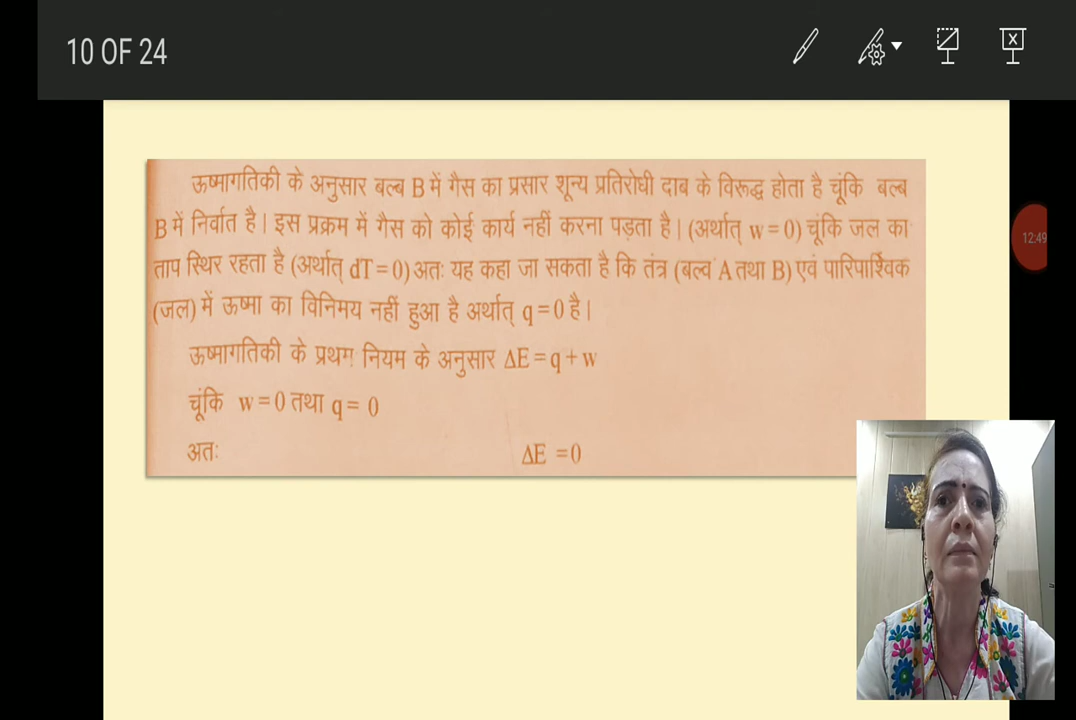 10 OF 24
12:49
ऊष्मागतिकी के अनुसार बल्ब B में गैस का प्रसार शून्य प्रतिरोधी दाब के विरूद्ध होता है चूंकि बल्ब
B में निर्वात है। इस प्रक्रम में गैस को कोई कार्य नहीं करना पड़ता है। (अर्थात् w = 0) चूंकि जल का
ताप स्थिर रहता है (अर्थात् dT = 0) अतः यह कहा जा सकता है कि तंत्र (बल्व A तथा B) एवं पारिपार्श्विक
(जल) में ऊष्मा का विनिमय नहीं हुआ है अर्थात् q = 0 है।
ऊष्मागतिकी के प्रथम नियम के अनुसार ΔE = q + w
चूंकि w = 0 तथा q = 0
अतः ΔE = 0